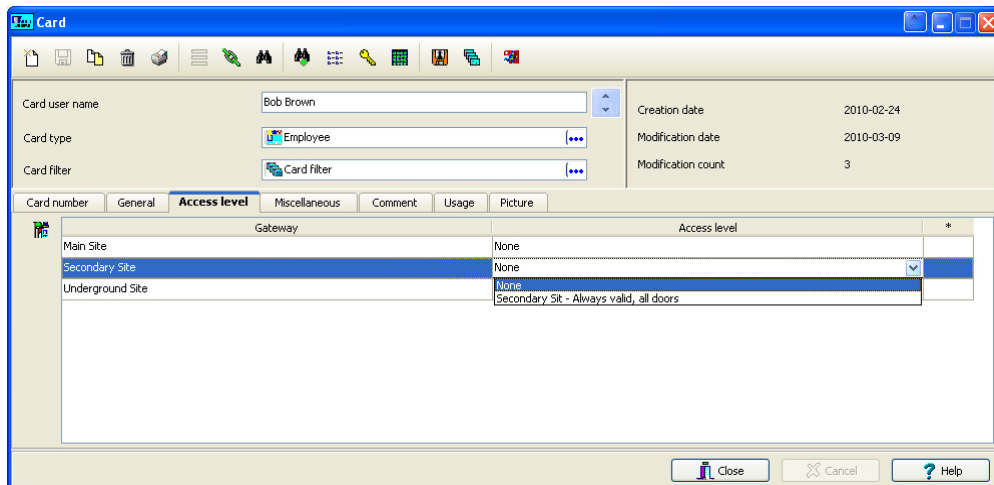 Card
Card user name
Bob Brown
Card type
Employee
Card filter
Card filter
Creation date 2010-02-24
Modification date 2010-03-09
Modification count 3
Card number General Access level Miscellaneous Comment Usage Picture
Gateway Access level *
Main Site None
Secondary Site None
None
Underground Site
Secondary Sit - Always valid, all doors
Close Cancel ? Help